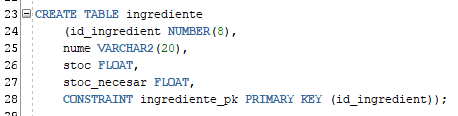 23 CREATE TABLE ingrediente
24 (id_ingredient NUMBER(8),
25 nume VARCHAR2(20),
26 stoc FLOAT,
27 stoc_necesar FLOAT,
28 CONSTRAINT ingrediente_pk PRIMARY KEY (id_ingredient));